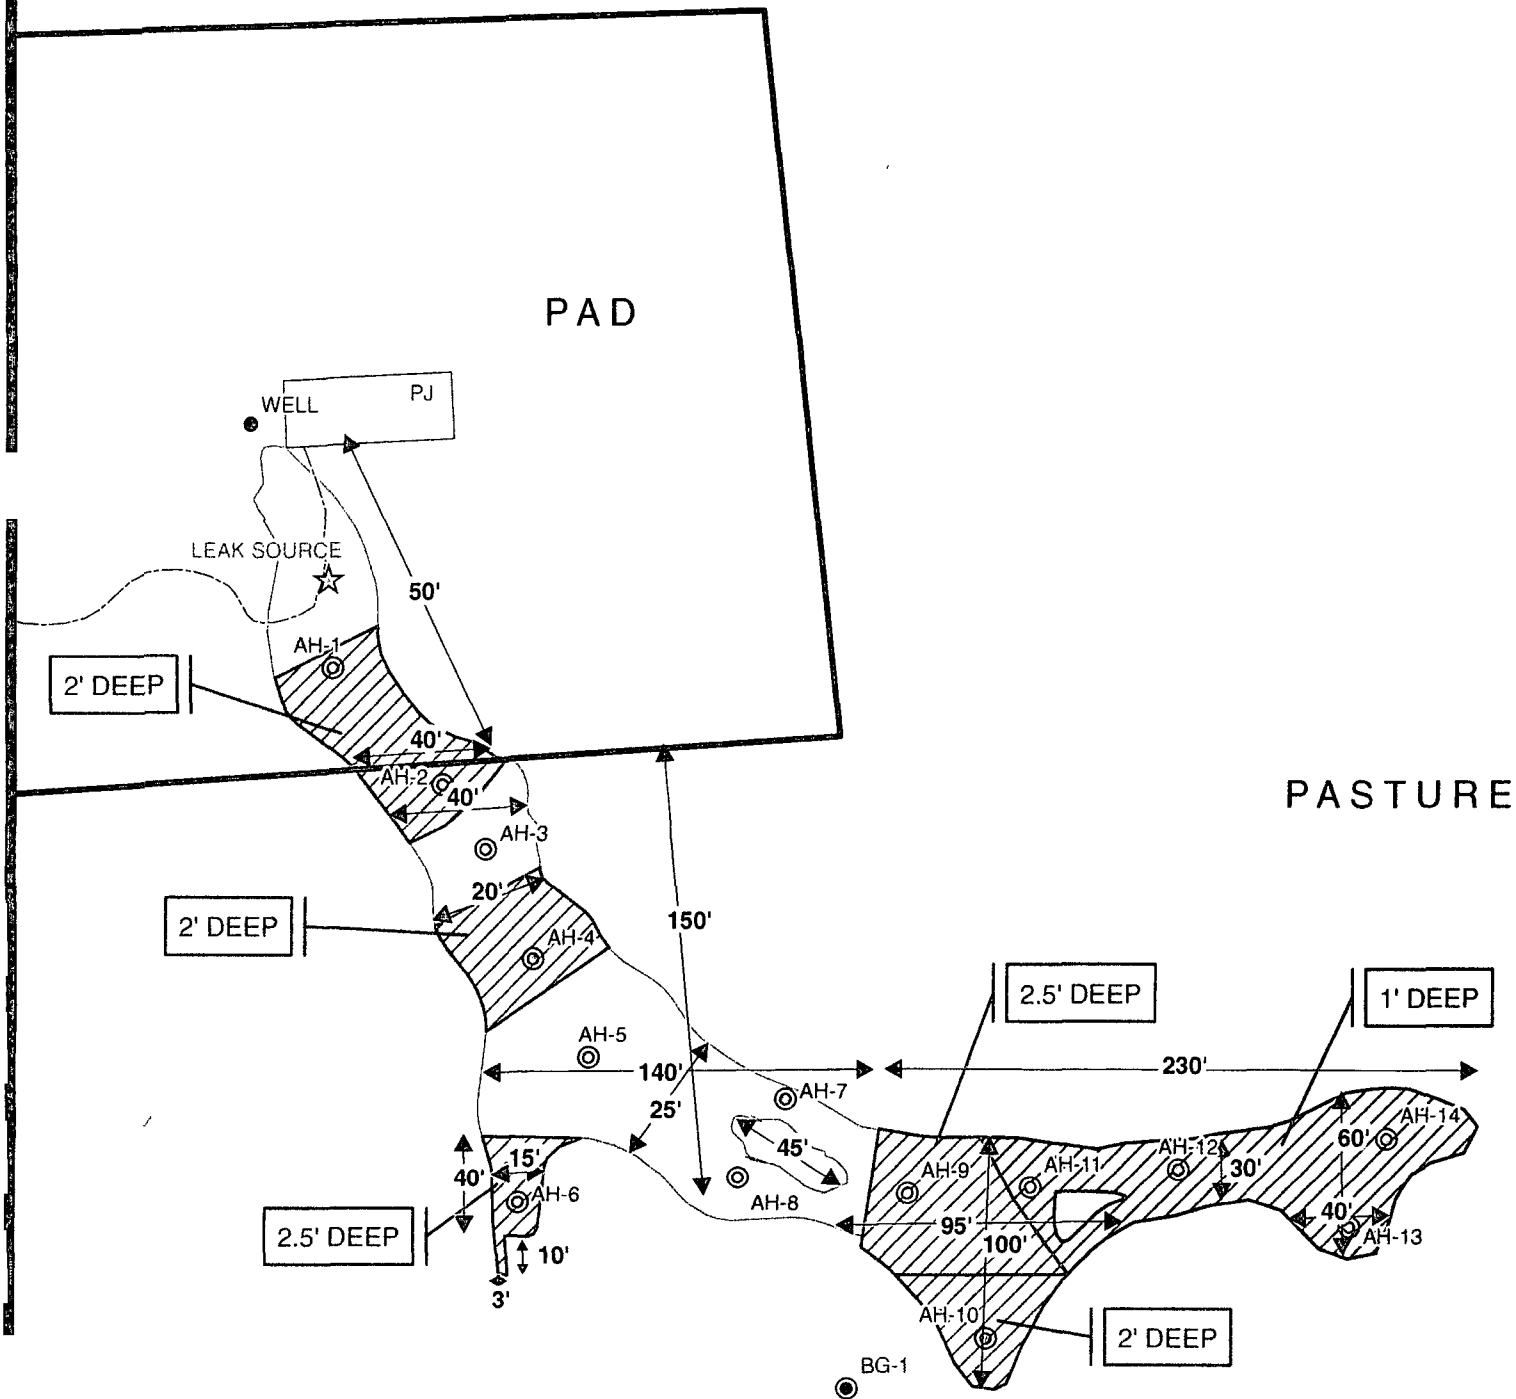 PAD
PJ
WELL
LEAK SOURCE
50'
AH-1
2' DEEP
40'
AH-2
40'
PASTURE
AH-3
20'
2' DEEP
AH-4
150'
2.5' DEEP
1' DEEP
AH-5
140'
230'
AH-7
25'
AH-14
45'
60'
AH-12
15'
40'
AH-9
AH-11
30'
AH-6
AH-8
40'
95'
2.5' DEEP
100'
AH-13
10'
3'
AH-10
2' DEEP
BG-1